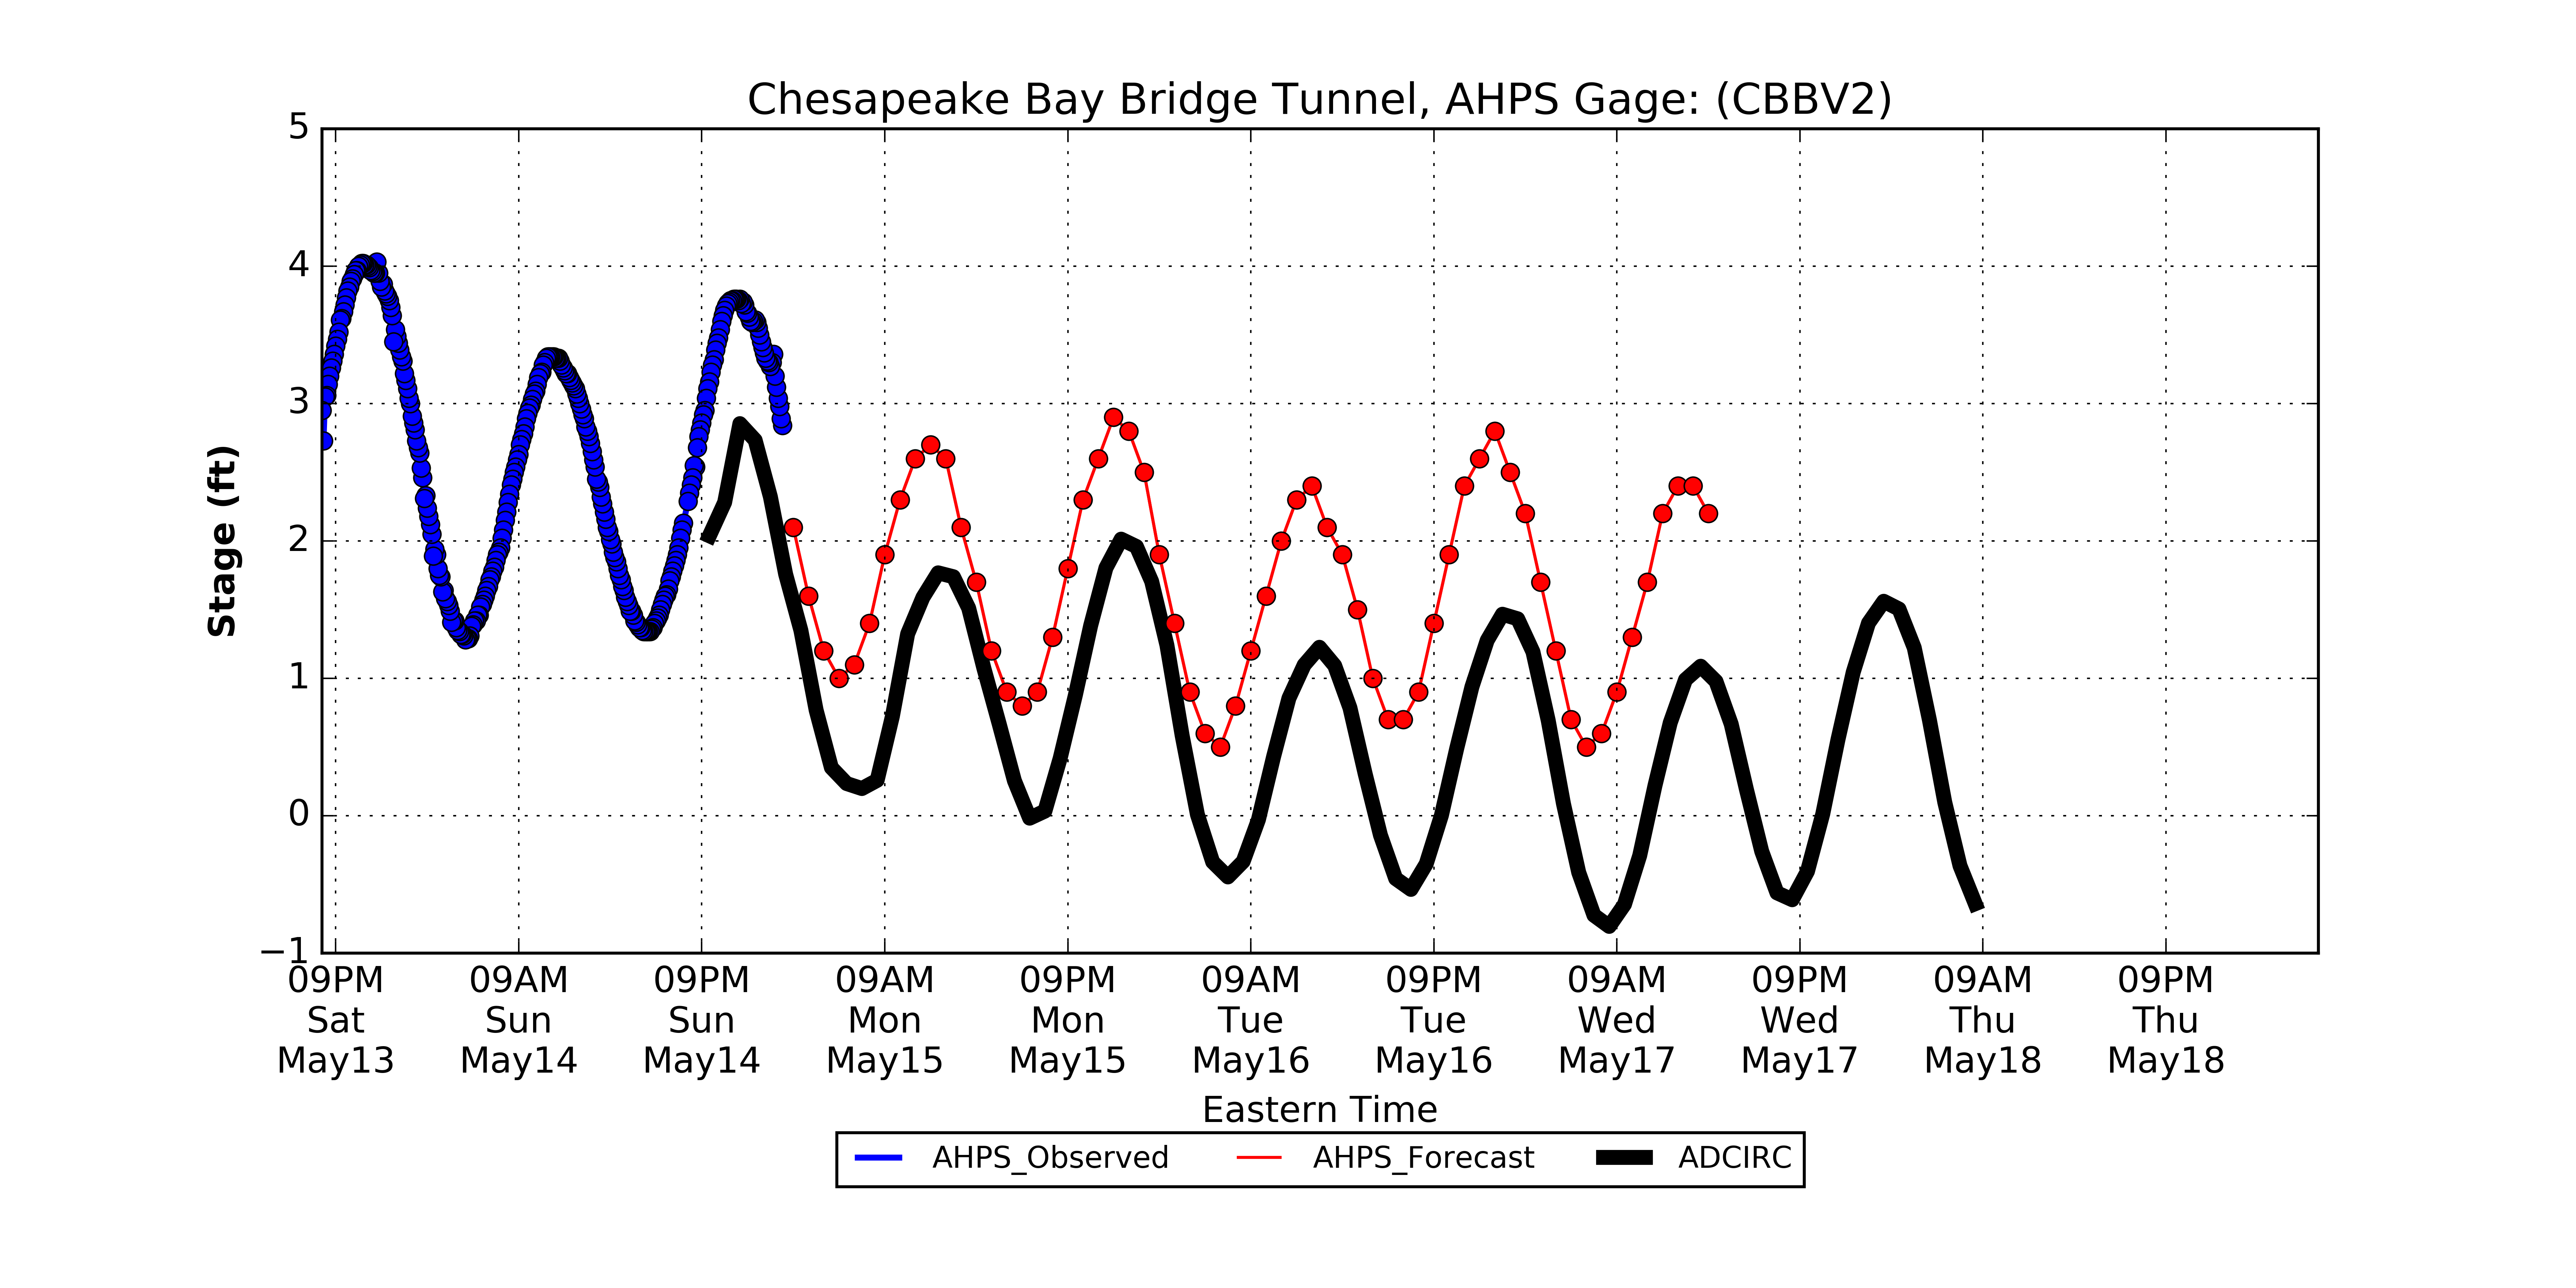 Chesapeake Bay Bridge Tunnel, AHPS Gage: (CBBV2)
5
4
3
2
1
0
−1
Stage (ft)
09PM 09AM 09PM 09AM 09PM 09AM 09PM 09AM 09PM 09AM 09PM
Sat Sun Sun Mon Mon Tue Tue Wed Wed Thu Thu
May13 May14 May14 May15 May15 May16 May16 May17 May17 May18 May18
Eastern Time
AHPS_Observed AHPS_Forecast ADCIRC